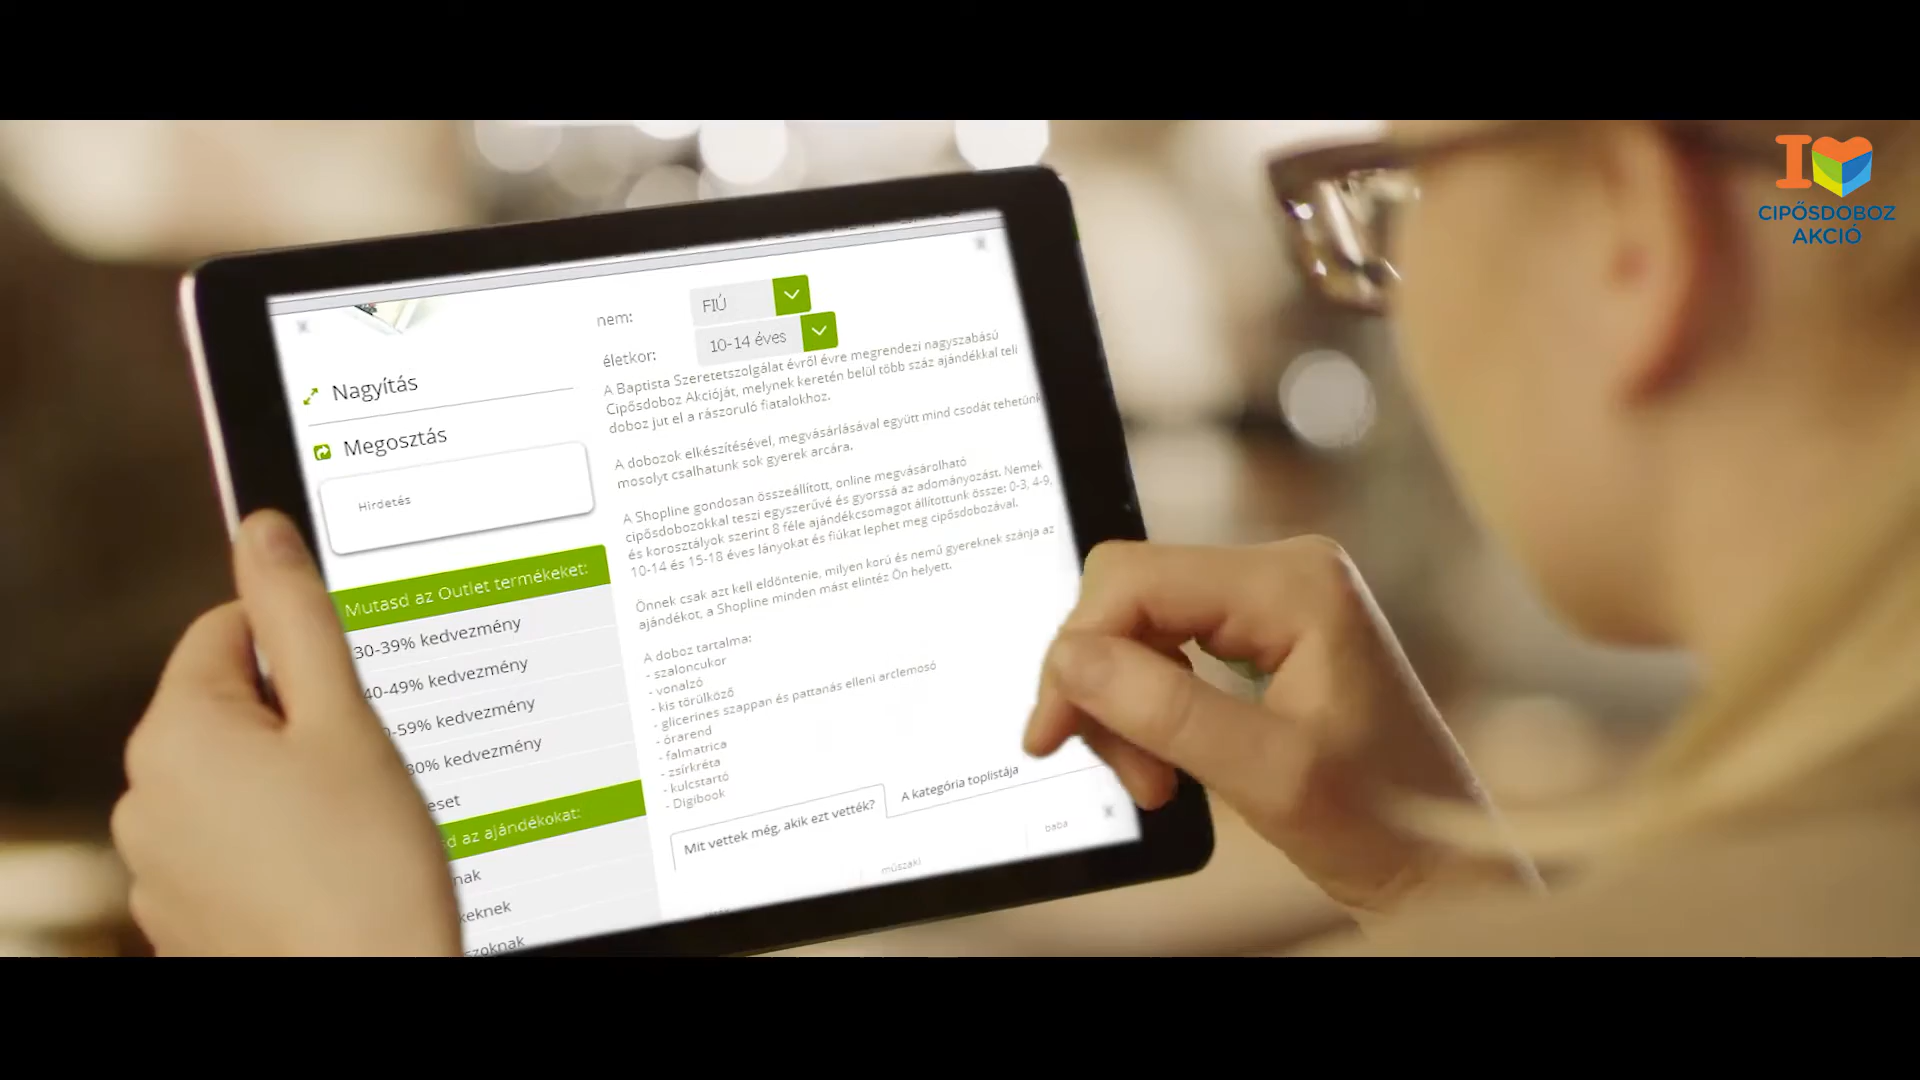 I
CIPŐSDOBOZ
AKCIÓ
nem:
FIÚ
életkor:
10-14 éves
Nagyítás
Megosztás
Hirdetés
Mutasd az Outlet termékeket:
30-39% kedvezmény
40-49% kedvezmény
-59% kedvezmény
80% kedvezmény
eset
d az ajándékokat:
nak
keknek
szoknak
A Baptista Szeretetszolgálat évről évre megrendezi nagyszabású
Cipősdoboz Akcióját, melynek keretén belül több száz ajándékkal teli
doboz jut el a rászoruló fiatalokhoz.
A dobozok elkészítésével, megvásárlásával együtt mind csodát tehetünk
mosolyt csalhatunk sok gyerek arcára.
A Shopline gondosan összeállított, online megvásárolható
cipősdobozokkal teszi egyszerűvé és gyorssá az adományozást. Nemek
és korosztályok szerint 8 féle ajándékcsomagot állítottunk össze: 0-3, 4-9,
10-14 és 15-18 éves lányokat és fiúkat lephet meg cipősdobozával.
Önnek csak azt kell eldöntenie, milyen korú és nemű gyereknek szánja az
ajándékot, a Shopline minden mást elintéz Ön helyett.
A doboz tartalma:
- szaloncukor
- vonalzó
- kis törülköző
- glicerines szappan és pattanás elleni arclemosó
- órarend
- falmatrica
- zsírkréta
- kulcstartó
- Digibook
Mit vettek még, akik ezt vették?
A kategória toplistája
műszaki
baba